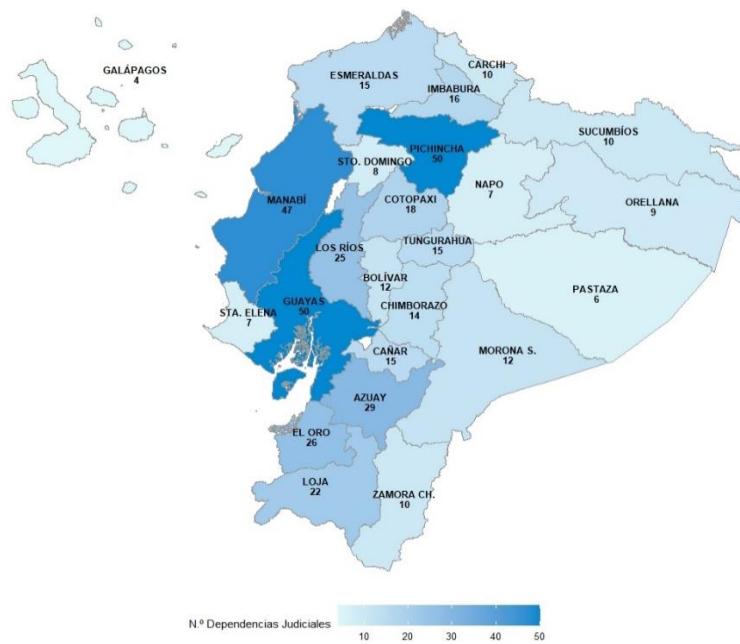 GALÁPAGOS
4
ESMERALDAS
15
CARCHI
10
IMBABURA
16
SUCUMBÍOS
10
PICHINCHA
50
STO. DOMINGO
8
NAPO
7
ORELLANA
9
MANABÍ
47
COTOPAXI
18
LOS RÍOS
25
TUNGURAHUA
15
BOLÍVAR
12
PASTAZA
6
STA. ELENA
7
GUAYAS
50
CHIMBORAZO
14
CAÑAR
15
MORONA S.
12
AZUAY
29
EL ORO
26
LOJA
22
ZAMORA CH.
10
N.º Dependencias Judiciales
10 20 30 40 50